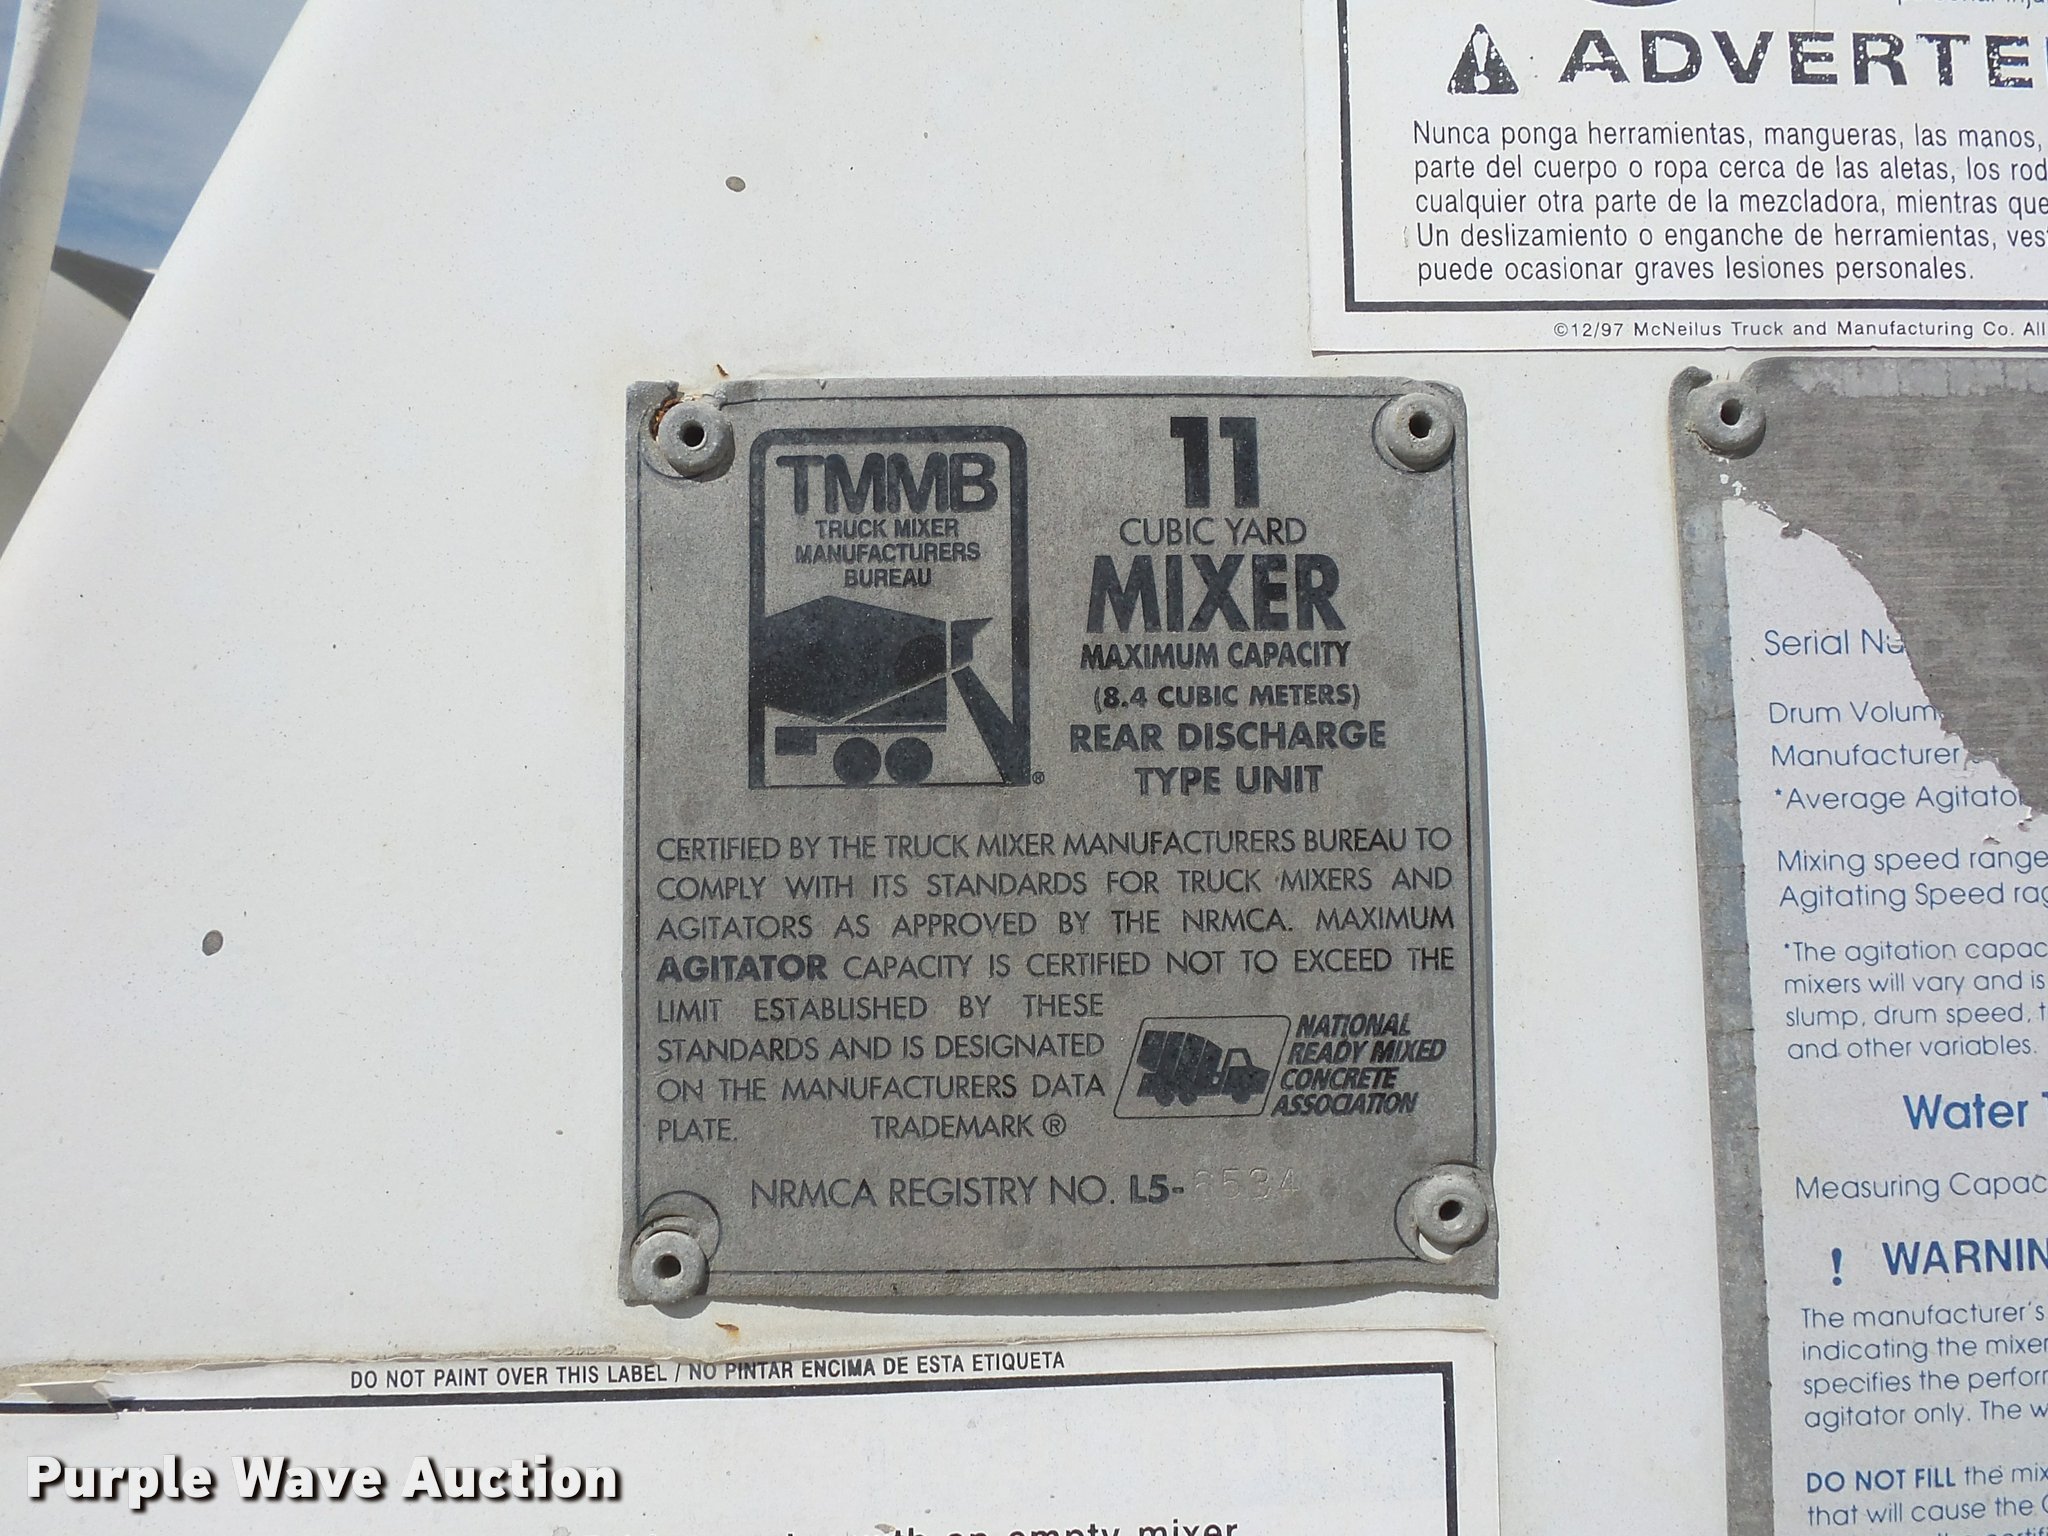 ADVERTE
Nunca ponga herramientas, mangueras, las manos,
parte del cuerpo o ropa cerca de las aletas, los
cualquier otra parte de la mezcladora, mientras que
Un deslizamiento o enganche de herramientas,
puede ocasionar graves lesiones personales.
©12/97 McNeilus Truck and Manufacturing Co. All
TMMB
TRUCK MIXER
MANUFACTURERS
BUREAU
®
11
CUBIC YARD
MIXER
MAXIMUM CAPACITY
(8.4 CUBIC METERS)
REAR DISCHARGE
TYPE UNIT
CERTIFIED BY THE TRUCK MIXER MANUFACTURERS BUREAU TO
COMPLY WITH ITS STANDARDS FOR TRUCK MIXERS AND
AGITATORS AS APPROVED BY THE NRMCA. MAXIMUM
AGITATOR CAPACITY IS CERTIFIED NOT TO EXCEED THE
LIMIT ESTABLISHED BY THESE
STANDARDS AND IS DESIGNATED
ON THE MANUFACTURERS DATA
PLATE. TRADEMARK ®
NATIONAL
READY MIXED
CONCRETE
ASSOCIATION
NRMCA REGISTRY NO. L5-6534
Serial Nu
Drum Volum
Manufacturer
*Average Agitato
Mixing speed range
Agitating Speed rag
*The agitation capac
mixers will vary and is
slump, drum speed, t
and other variables.
Water T
Measuring Capac
! WARNIN
The manufacturer's
indicating the mixer
specifies the perfor
agitator only. The w
DO NOT FILL the mix
that will cause the
DO NOT PAINT OVER THIS LABEL / NO PINTAR ENCIMA DE ESTA ETIQUETA
an empty mixer
Purple Wave Auction